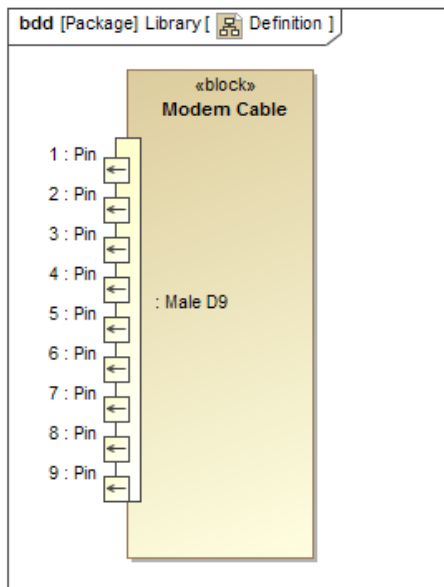 bdd [Package] Library [ Definition ]
«block»
Modem Cable
1 : Pin
2 : Pin
3 : Pin
4 : Pin
: Male D9
5 : Pin
6 : Pin
7 : Pin
8 : Pin
9 : Pin